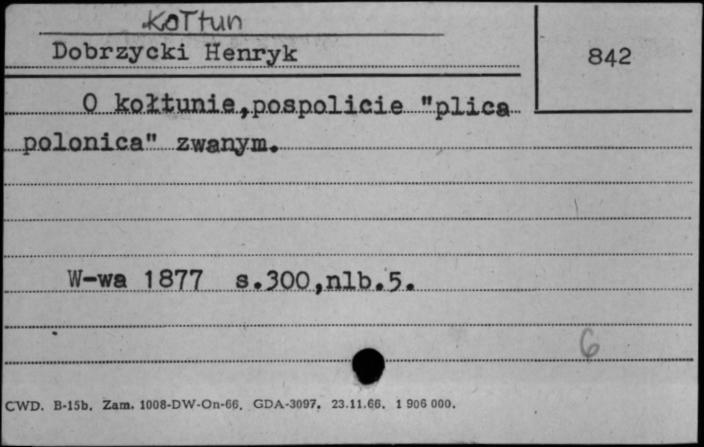 Kołtun
Dobrzycki Henryk
842
O kołtunie,pospolicie "plica
polonica" zwanym.
W-wa 1877 s.300,nlb.5.
6
CWD. B-15b. Zam. 1008-DW-On-66. GDA-3097. 23.11.66. 1 906 000.